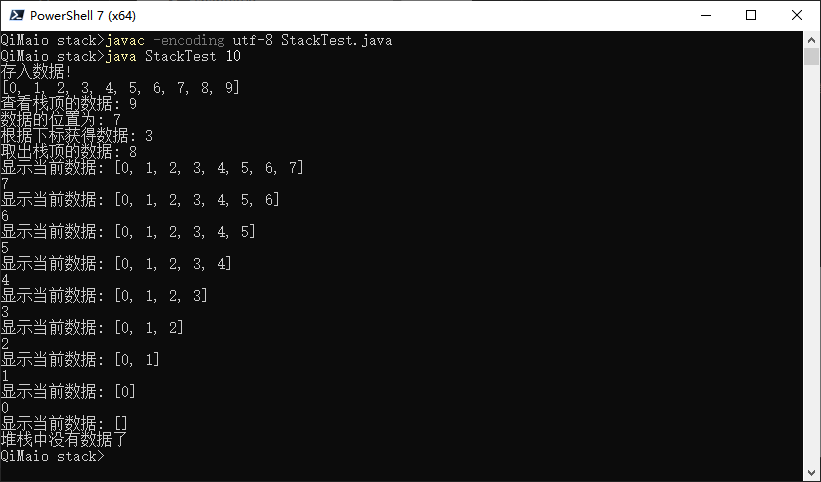 PowerShell 7 (x64)
QiMaio stack>javac -encoding utf-8 StackTest.java
QiMaio stack>java StackTest 10
存入数据!
[0, 1, 2, 3, 4, 5, 6, 7, 8, 9]
查看栈顶的数据: 9
数据的位置为: 7
根据下标获得数据: 3
取出栈顶的数据: 8
显示当前数据: [0, 1, 2, 3, 4, 5, 6, 7]
7
显示当前数据: [0, 1, 2, 3, 4, 5, 6]
6
显示当前数据: [0, 1, 2, 3, 4, 5]
5
显示当前数据: [0, 1, 2, 3, 4]
4
显示当前数据: [0, 1, 2, 3]
3
显示当前数据: [0, 1, 2]
2
显示当前数据: [0, 1]
1
显示当前数据: [0]
0
显示当前数据: []
堆栈中没有数据了
QiMaio stack>